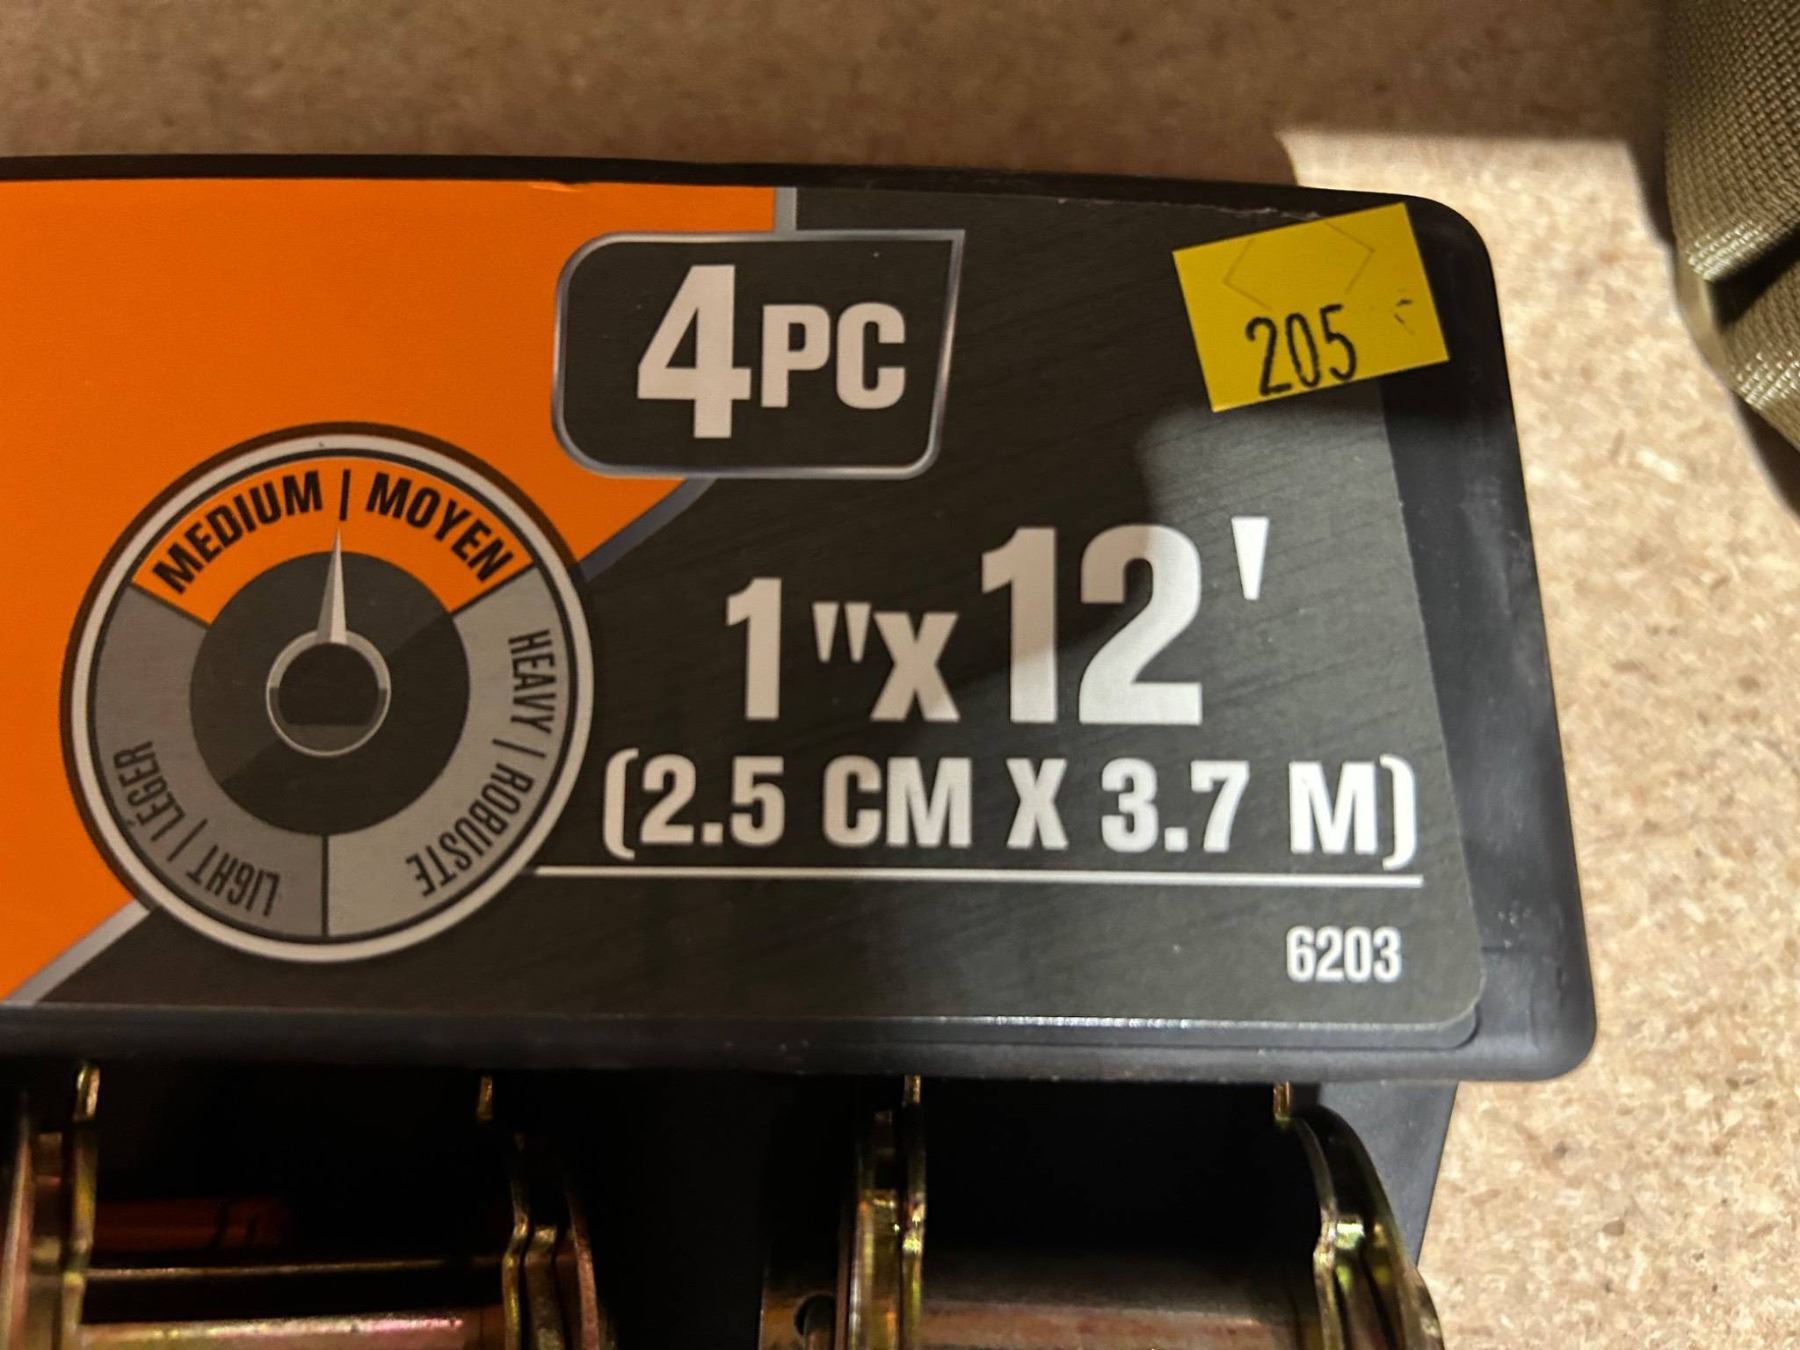 205
4PC
MEDIUM | MOYEN
HEAVY | ROBUSTE
LIGHT | LÉGER
1"x12'
(2.5 CM X 3.7 M)
6203